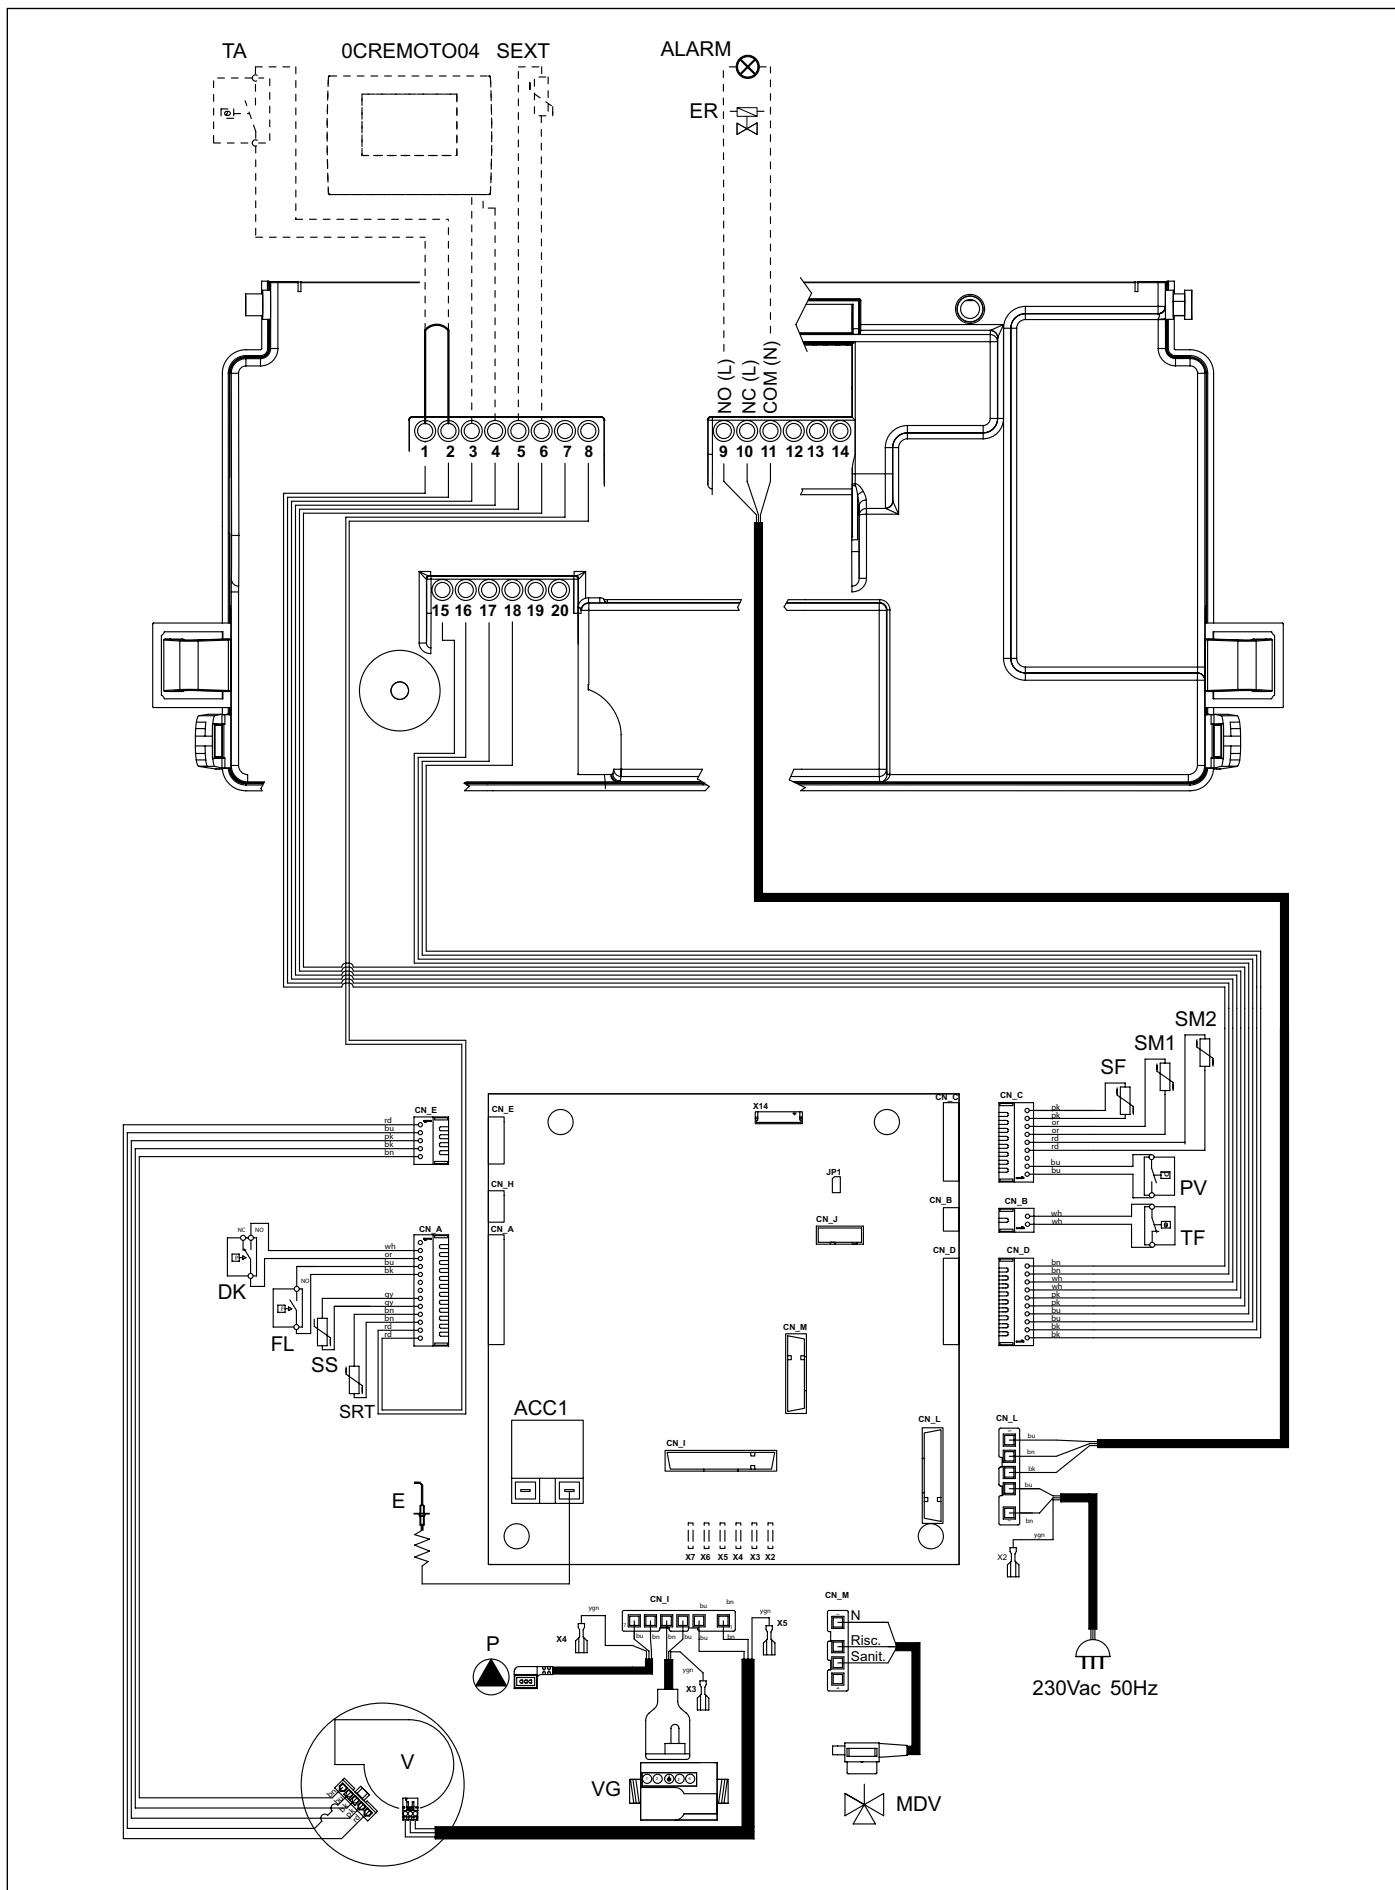 TA 0CREMOTO04 SEXT ALARM
ER
NO (L)
NC (L)
COM (N)
1 2 3 4 5 6 7 8
9 10 11 12 13 14
15 16 17 18 19 20
SM2
SM1
SF
CN_E
rd
bu
pk
bk
bn
CN_E
X14
CN_C
CN_C
pk
pk
or
or
rd
rd
bu
bu
PV
CN_H
JP1
CN_B
CN_B
wh
wh
TF
CN_A
NC NO
wh
or
bu
bk
gy
gy
bn
bn
rd
rd
DK
NO
FL
SS
SRT
CN_A
CN_J
CN_D
CN_D
bn
bn
wh
wh
pk
pk
bu
bu
bk
bk
CN_M
ACC1
CN_I
CN_L
CN_L
bu
bn
bk
bu
bn
ygn
X2
E
X7 X6 X5 X4 X3 X2
CN_I
bu bn
ygn
X4
bu bn bn bu bu bn
ygn
X5
P
ygn
X3
CN_M
N
Risc.
Sanit.
230Vac 50Hz
V
VG
MDV